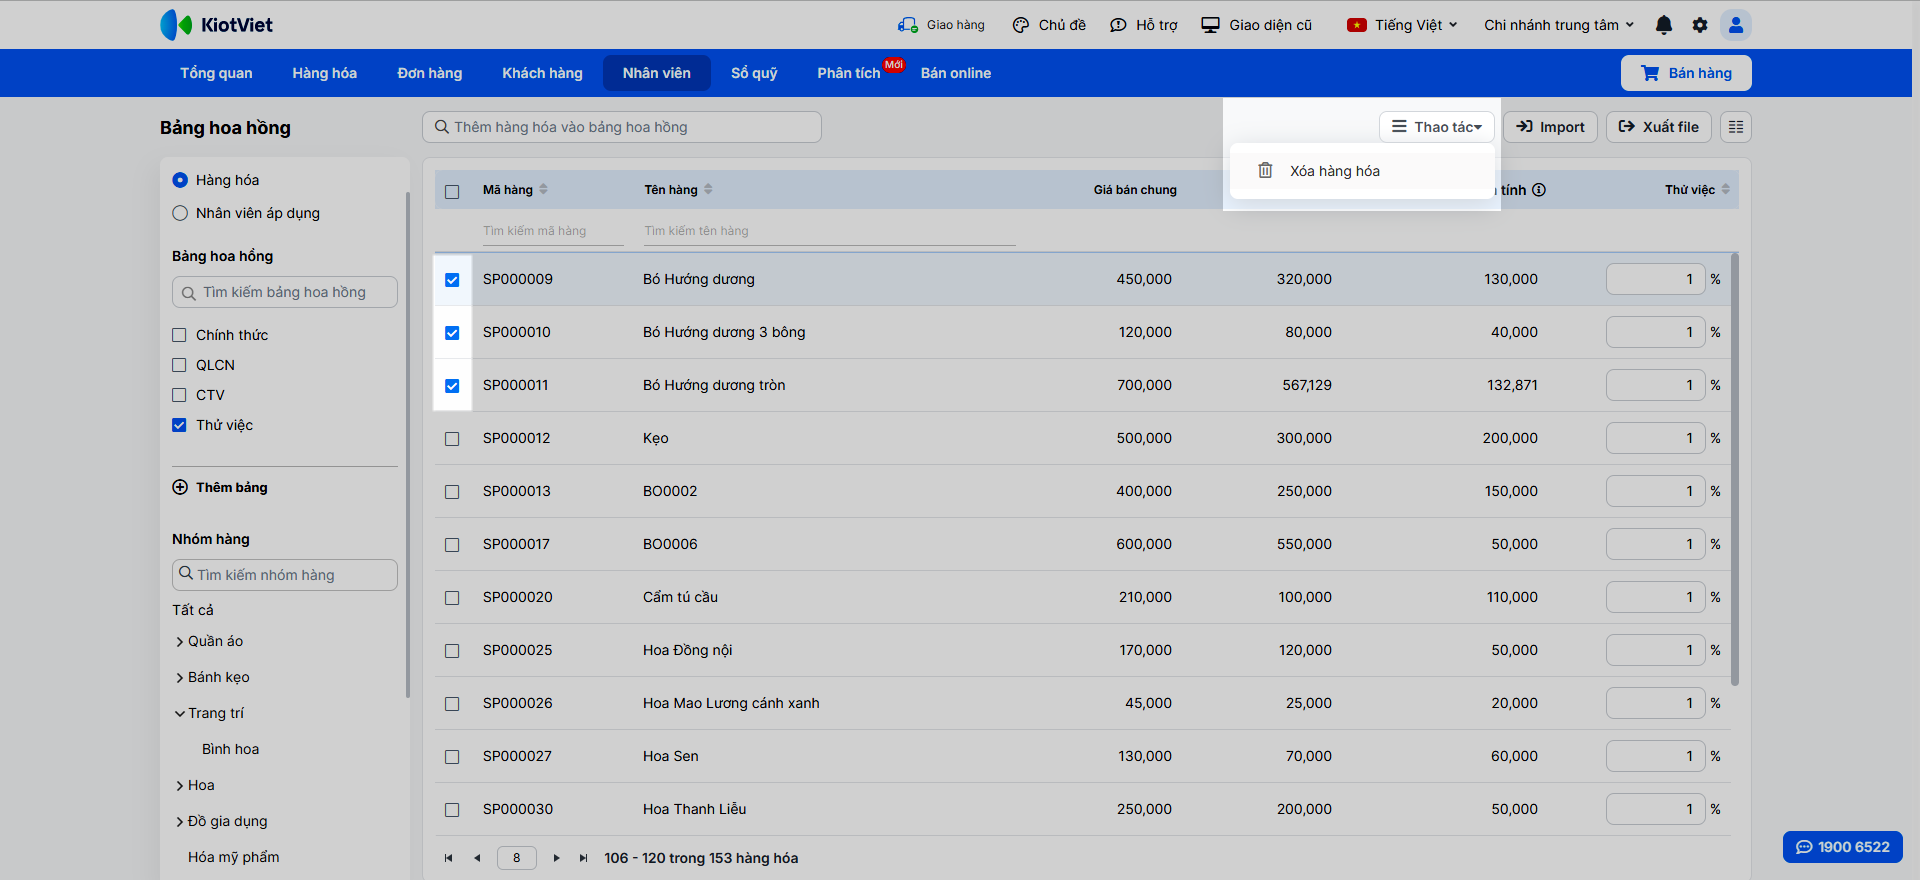 KiotViet
Giao hàng
Chủ đề
Hỗ trợ
Giao diện cũ
Tiếng Việt
Chi nhánh trung tâm
Tổng quan
Hàng hóa
Đơn hàng
Khách hàng
Nhân viên
Sổ quỹ
Phân tích
Mới
Bán online
Bán hàng
Bảng hoa hồng
Thêm hàng hóa vào bảng hoa hồng
Thao tác
Import
Xuất file
Xóa hàng hóa
Hàng hóa
Nhân viên áp dụng
Bảng hoa hồng
Tìm kiếm bảng hoa hồng
Chính thức
QLCN
CTV
Thử việc
Thêm bảng
Nhóm hàng
Tìm kiếm nhóm hàng
Tất cả
Quần áo
Bánh kẹo
Trang trí
Bình hoa
Hoa
Đồ gia dụng
Hóa mỹ phẩm
Mã hàng Tên hàng Giá bán chung tính Thử việc
Tìm kiếm mã hàng Tìm kiếm tên hàng
SP000009 Bó Hướng dương 450,000 320,000 130,000 1 %
SP000010 Bó Hướng dương 3 bông 120,000 80,000 40,000 1 %
SP000011 Bó Hướng dương tròn 700,000 567,129 132,871 1 %
SP000012 Kẹo 500,000 300,000 200,000 1 %
SP000013 BO0002 400,000 250,000 150,000 1 %
SP000017 BO0006 600,000 550,000 50,000 1 %
SP000020 Cẩm tú cầu 210,000 100,000 110,000 1 %
SP000025 Hoa Đồng nội 170,000 120,000 50,000 1 %
SP000026 Hoa Mao Lương cánh xanh 45,000 25,000 20,000 1 %
SP000027 Hoa Sen 130,000 70,000 60,000 1 %
SP000030 Hoa Thanh Liễu 250,000 200,000 50,000 1 %
8 106 - 120 trong 153 hàng hóa
1900 6522